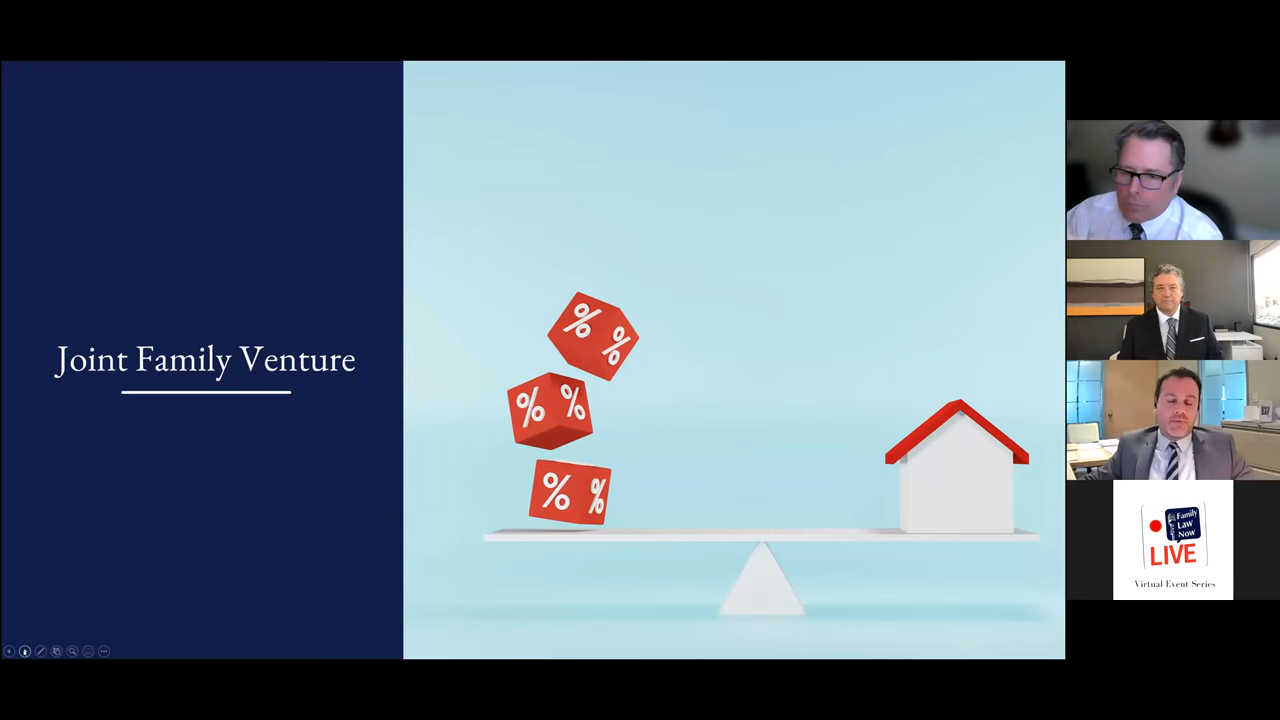 Joint Family Venture
% %
% %
% %
Family
Law
Now
LIVE
Virtual Event Series